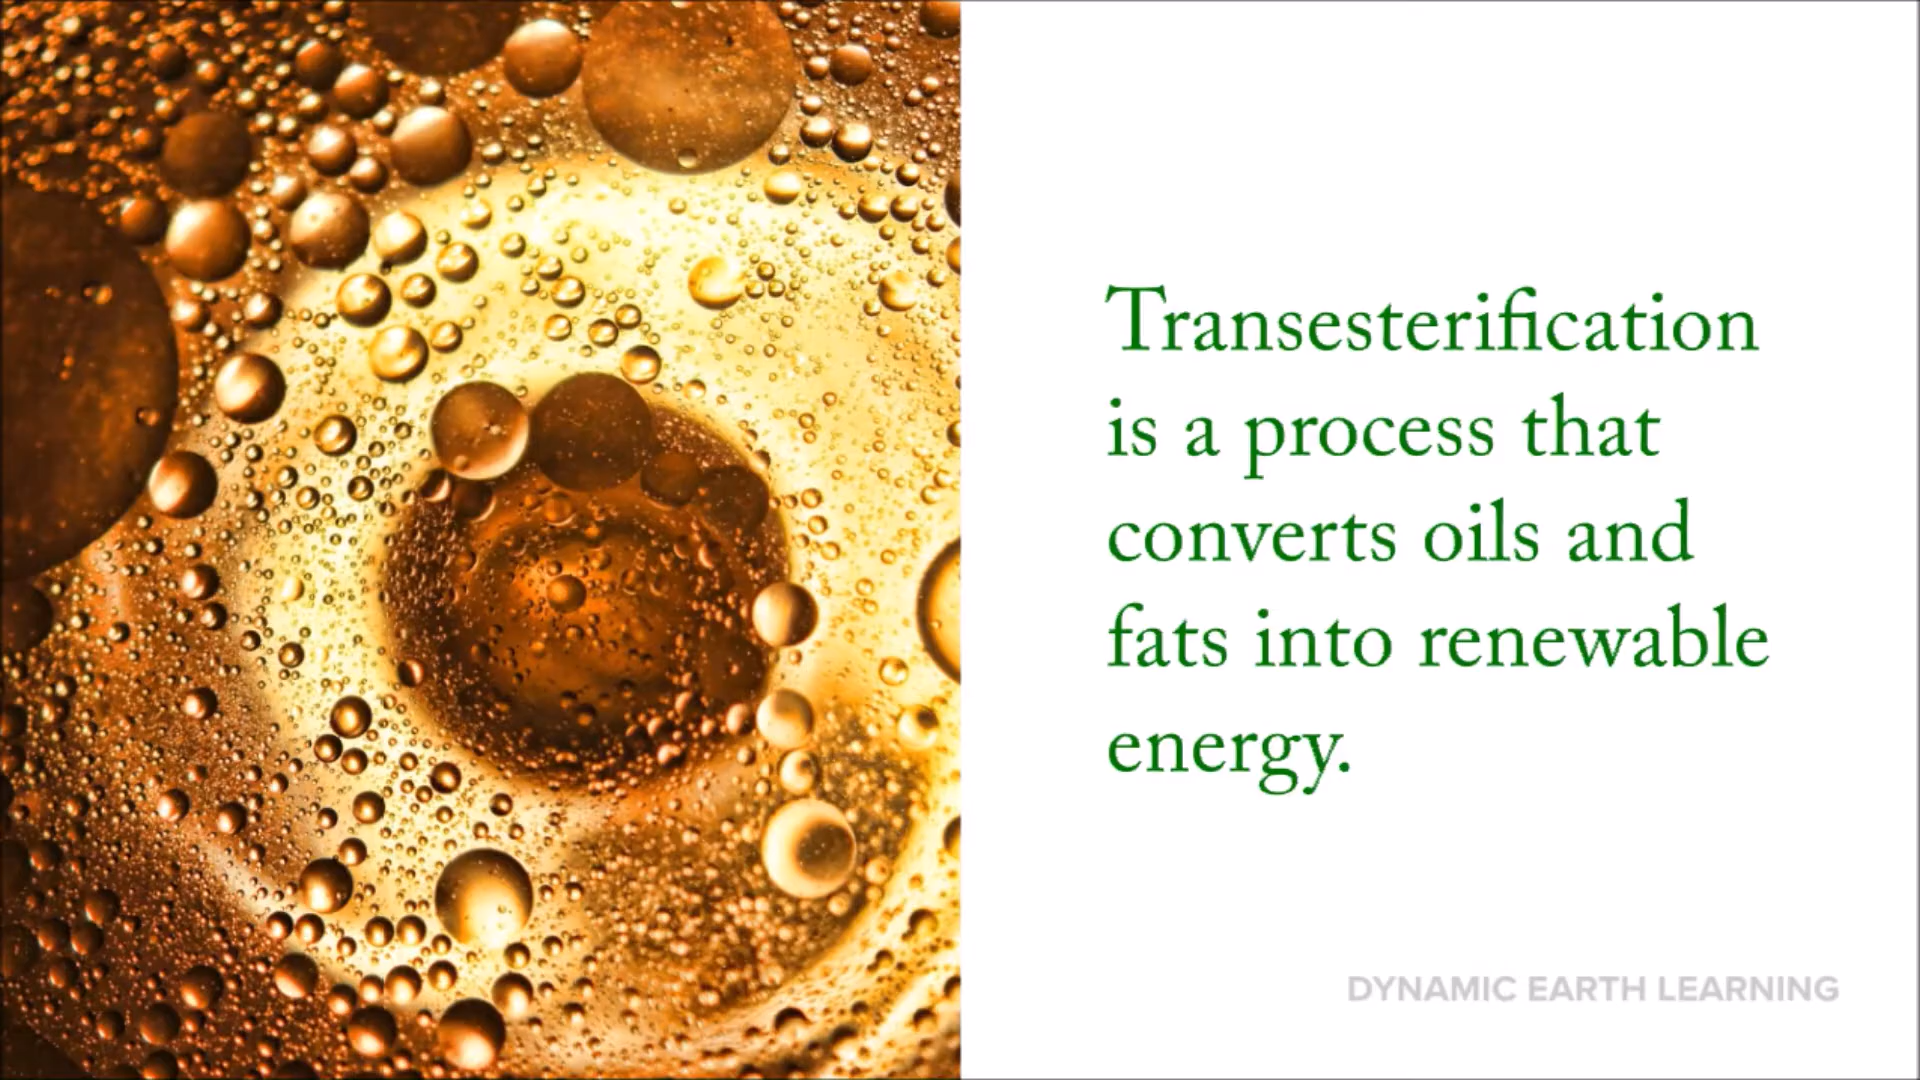 Transesterification
is a process that
converts oils and
fats into renewable
energy.
DYNAMIC EARTH LEARNING